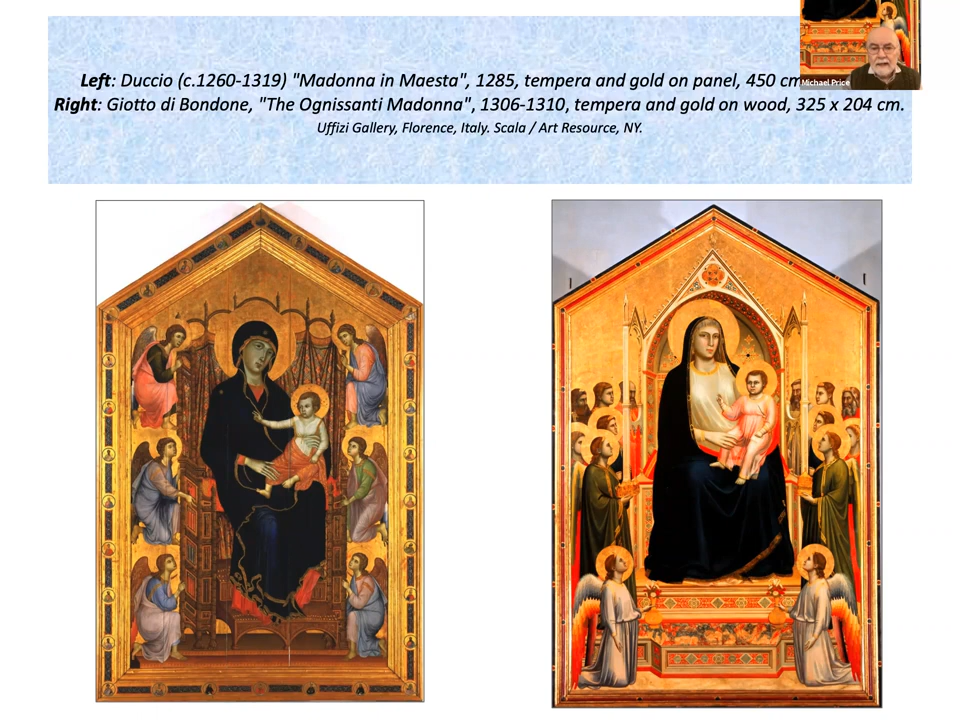 Left: Duccio (c.1260-1319) "Madonna in Maesta", 1285, tempera and gold on panel, 450 cm
Right: Giotto di Bondone, "The Ognissanti Madonna", 1306-1310, tempera and gold on wood, 325 x 204 cm.
Uffizi Gallery, Florence, Italy. Scala / Art Resource, NY.
Michael Price